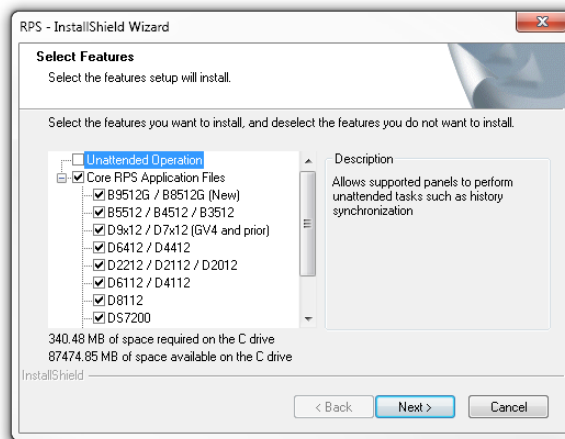 RPS - InstallShield Wizard
Select Features
Select the features setup will install.
Select the features you want to install, and deselect the features you do not want to install.
Unattended Operation
Core RPS Application Files
B9512G / B8512G (New)
B5512 / B4512 / B3512
D9x12 / D7x12 (GV4 and prior)
D6412 / D4412
D2212 / D2112 / D2012
D6112 / D4112
D8112
DS7200
Description
Allows supported panels to perform
unattended tasks such as history
synchronization
340.48 MB of space required on the C drive
87474.85 MB of space available on the C drive
InstallShield
< Back
Next >
Cancel